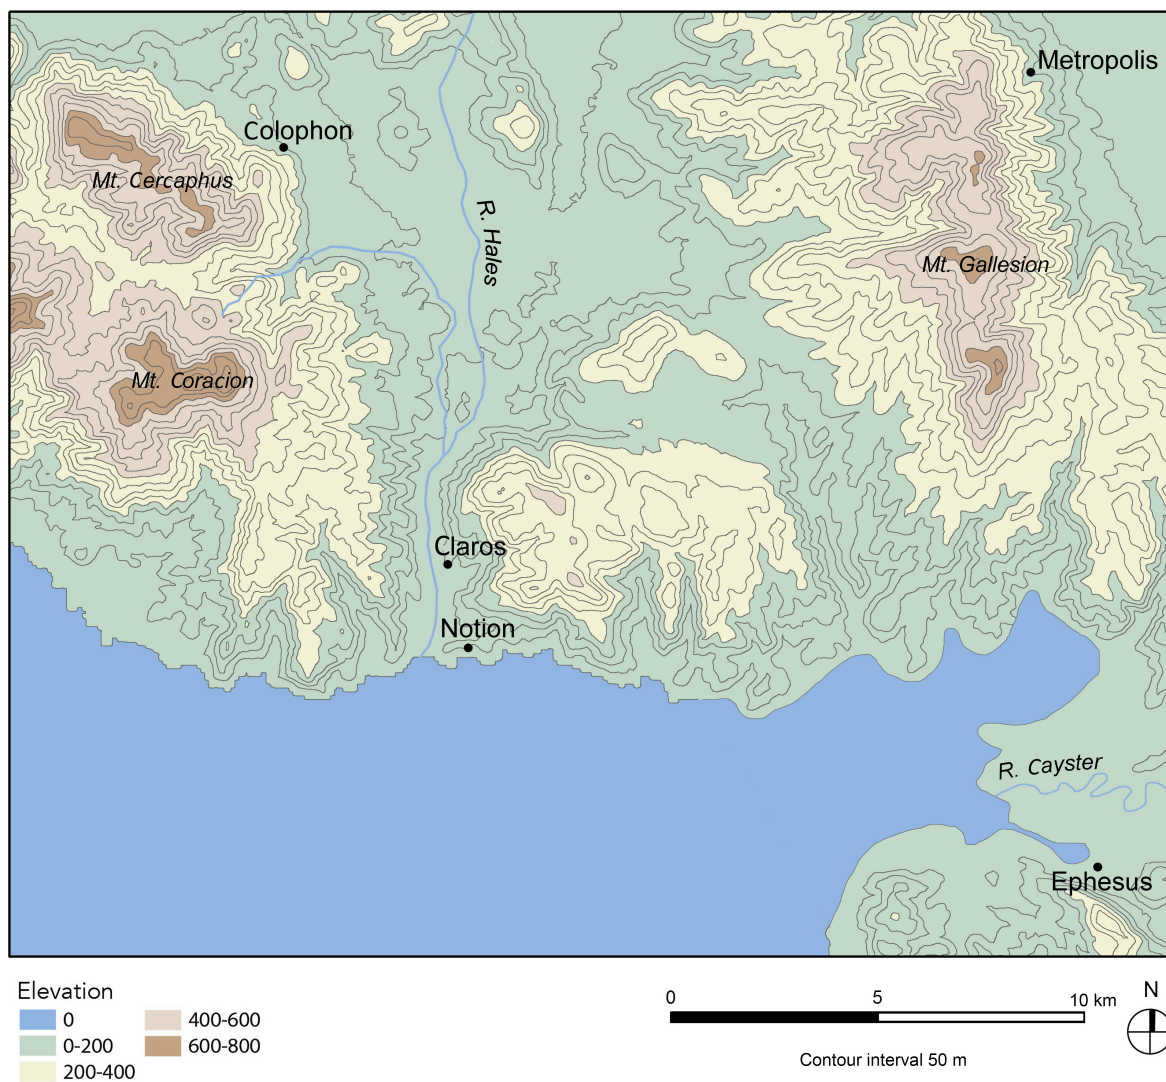 Metropolis
Colophon
Mt. Cercaphus
R. Hales
Mt. Gallesion
Mt. Coracion
Claros
Notion
R. Cayster
Ephesus
Elevation
0
0-200
200-400
400-600
600-800
0 5 10 km
Contour interval 50 m
N